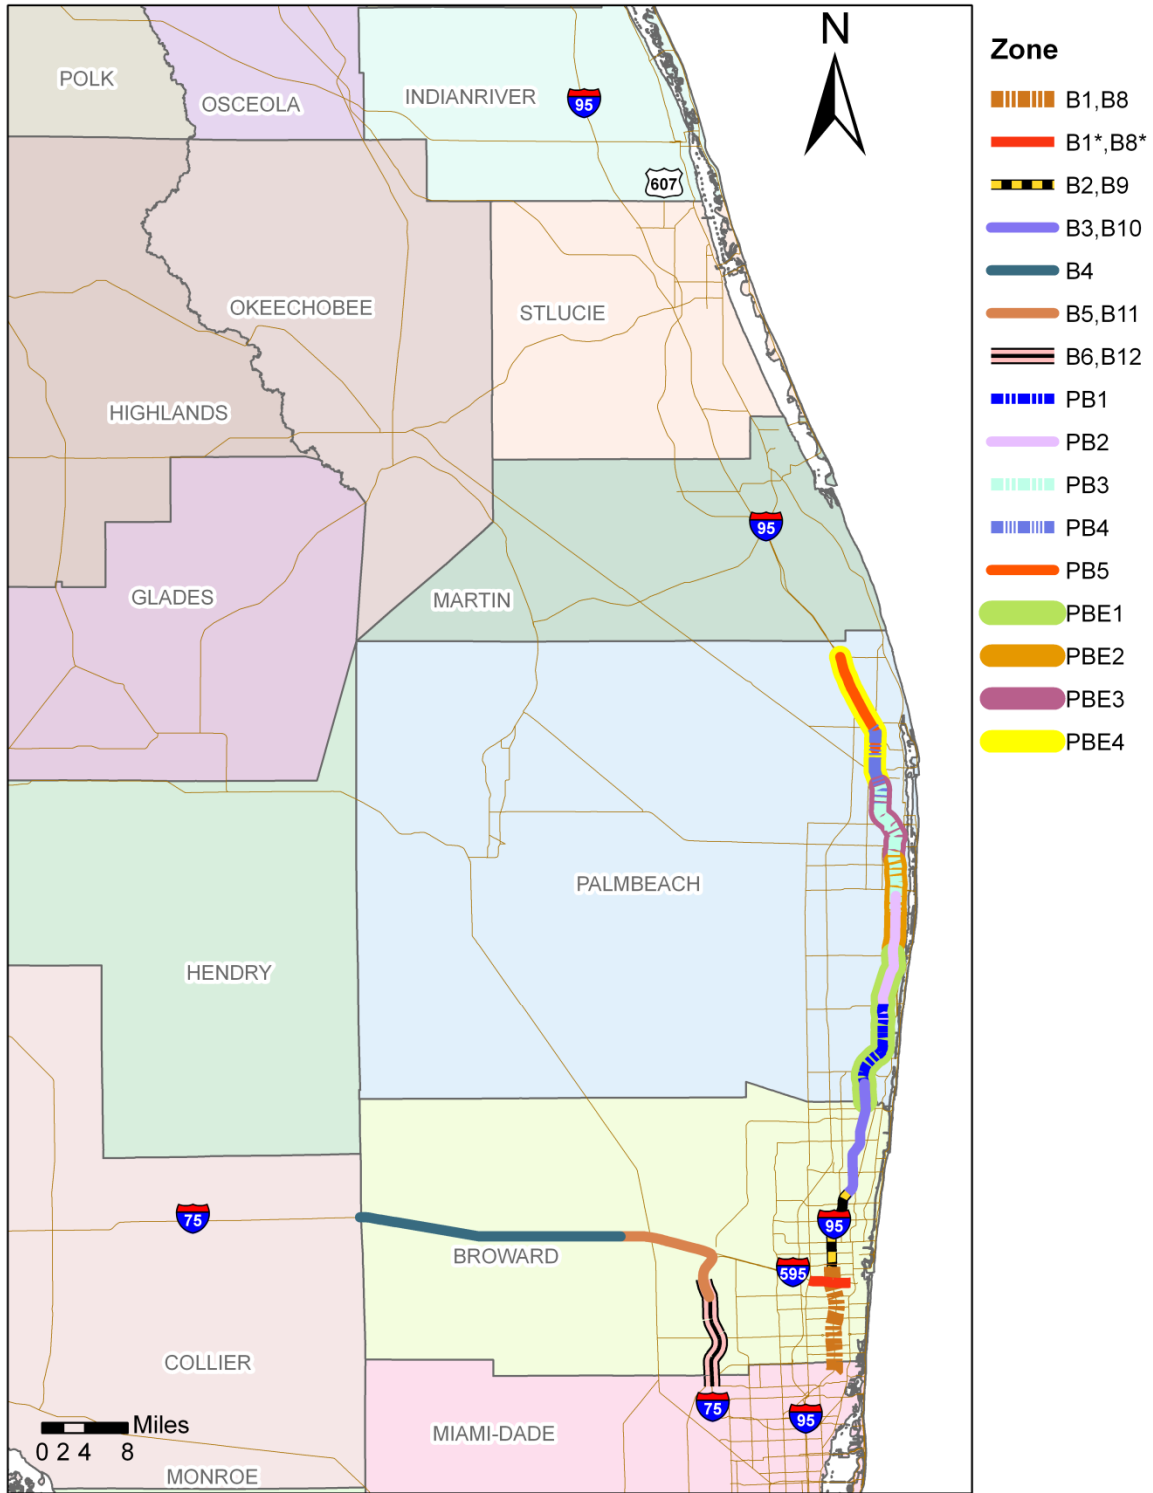 POLK
OSCEOLA
INDIANRIVER
95
N
607
OKEECHOBEE
STLUCIE
HIGHLANDS
95
GLADES
MARTIN
PALMBEACH
HENDRY
75
95
BROWARD
595
COLLIER
75
95
MIAMI-DADE
Miles
0 2 4 8
MONROE
Zone
B1,B8
B1*,B8*
B2,B9
B3,B10
B4
B5,B11
B6,B12
PB1
PB2
PB3
PB4
PB5
PBE1
PBE2
PBE3
PBE4